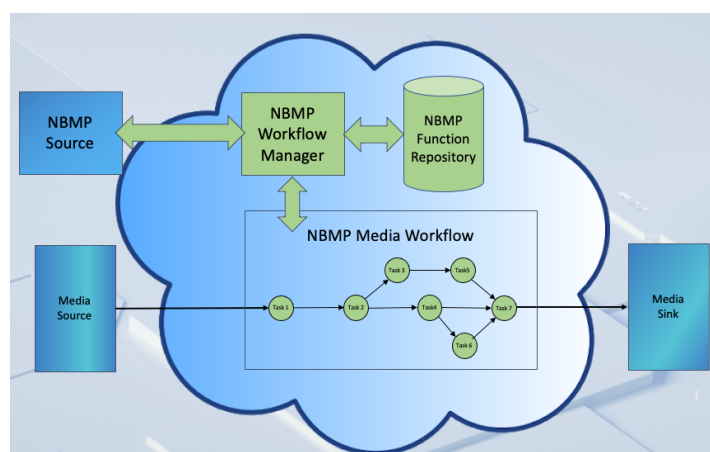 NBMP
Source
NBMP
Workflow
Manager
NBMP
Function
Repository
NBMP Media Workflow
Media
Source
Task 1
Task 2
Task 3
Task5
Task4
Task 6
Task 7
Media
Sink